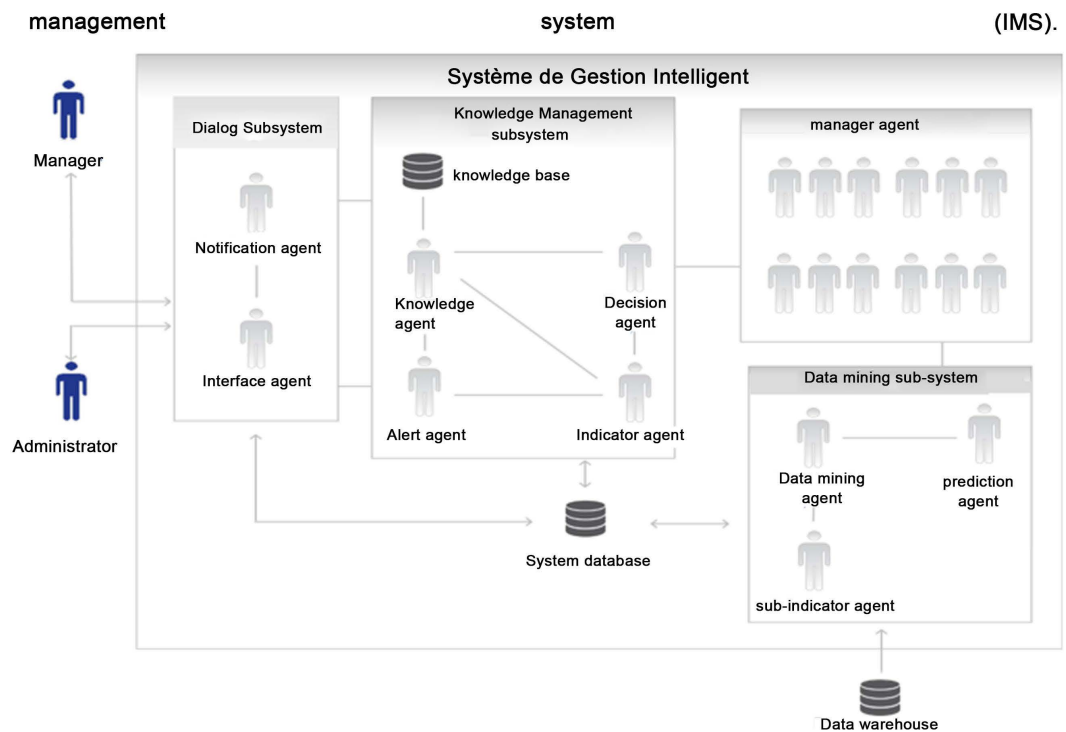 management system (IMS).
Système de Gestion Intelligent
Manager
Administrator
Dialog Subsystem
Notification agent
Interface agent
Knowledge Management
subsystem
knowledge base
Knowledge
agent
Decision
agent
Alert agent
Indicator agent
manager agent
Data mining sub-system
Data mining
agent
prediction
agent
sub-indicator agent
System database
Data warehouse